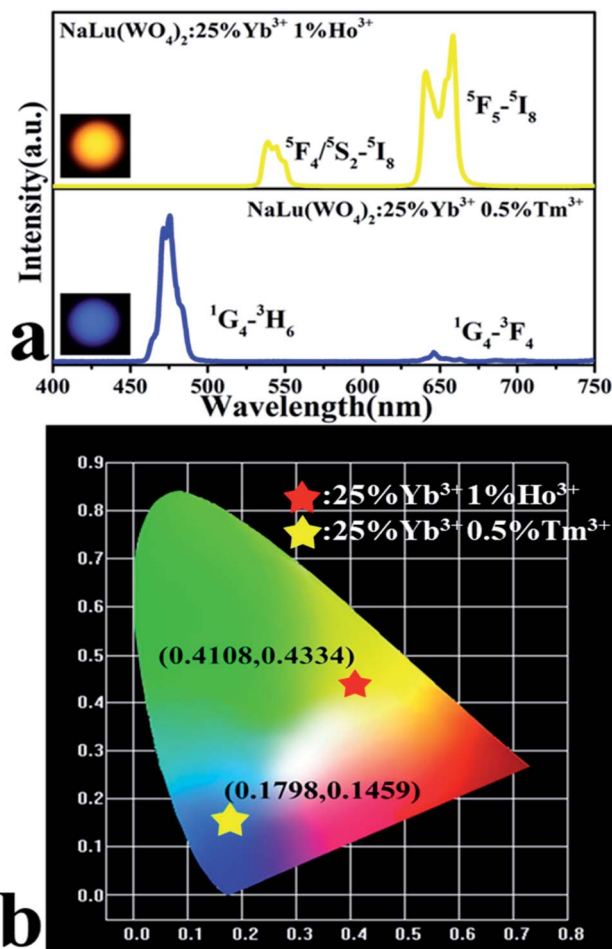 NaLu(WO₄)₂:25%Yb³⁺ 1%Ho³⁺
⁵F₄/⁵S₂-⁵I₈
⁵F₅-⁵I₈
Intensity(a.u.)
NaLu(WO₄)₂:25%Yb³⁺ 0.5%Tm³⁺
¹G₄-³H₆
¹G₄-³F₄
a
400 450 500 550 600 650 700 750
Wavelength(nm)
0.9
:25%Yb³⁺ 1%Ho³⁺
0.8
:25%Yb³⁺ 0.5%Tm³⁺
0.7
0.6
0.5
(0.4108,0.4334)
0.4
0.3
(0.1798,0.1459)
0.2
0.1
0.0
b
0.0 0.1 0.2 0.3 0.4 0.5 0.6 0.7 0.8